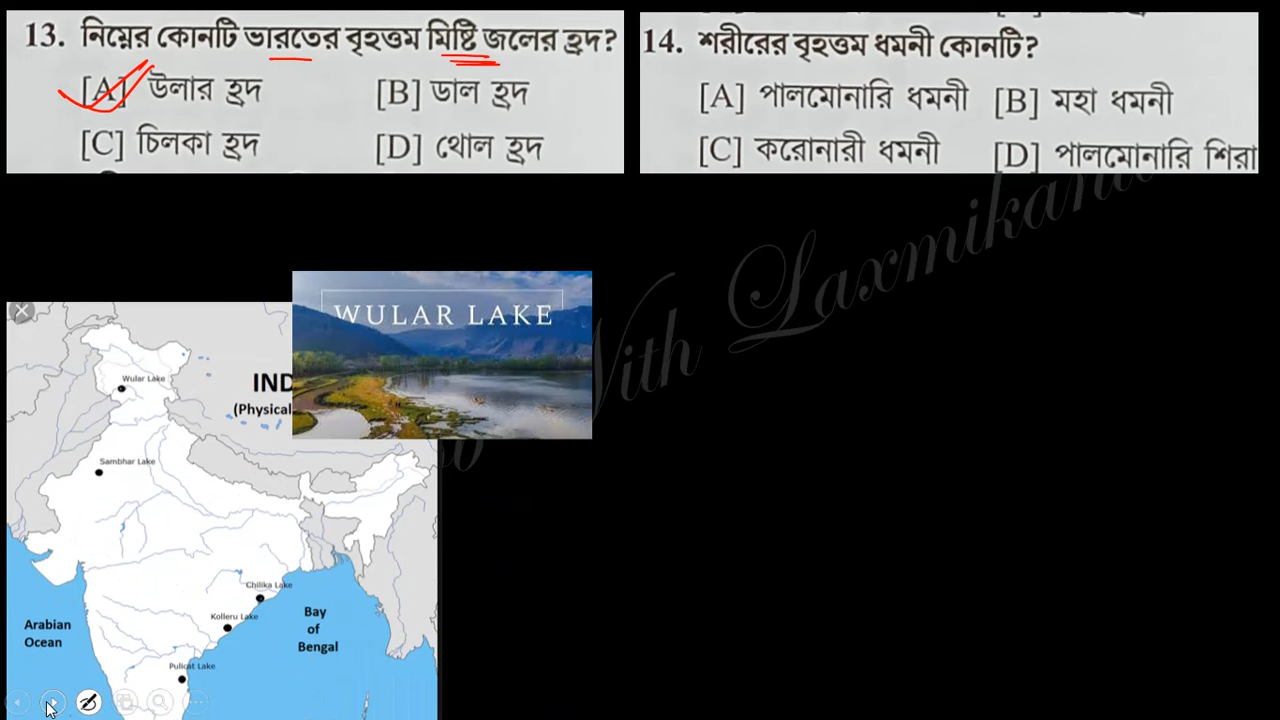 13. নিম্নের কোনটি ভারতের বৃহত্তম মিষ্টি জলের হ্রদ?
[A] উলার হ্রদ [B] ডাল হ্রদ
[C] চিলকা হ্রদ [D] থোল হ্রদ
14. শরীরের বৃহত্তম ধমনী কোনটি?
[A] পালমোনারি ধমনী [B] মহা ধমনী
[C] করোনারী ধমনী [D] পালমোনারি শিরা
With Laxmikanta
WULAR LAKE
Wular Lake
IND
(Physical
Sambhar Lake
Chilika Lake
Kolleru Lake
Bay
of
Bengal
Arabian
Ocean
Pulicat Lake